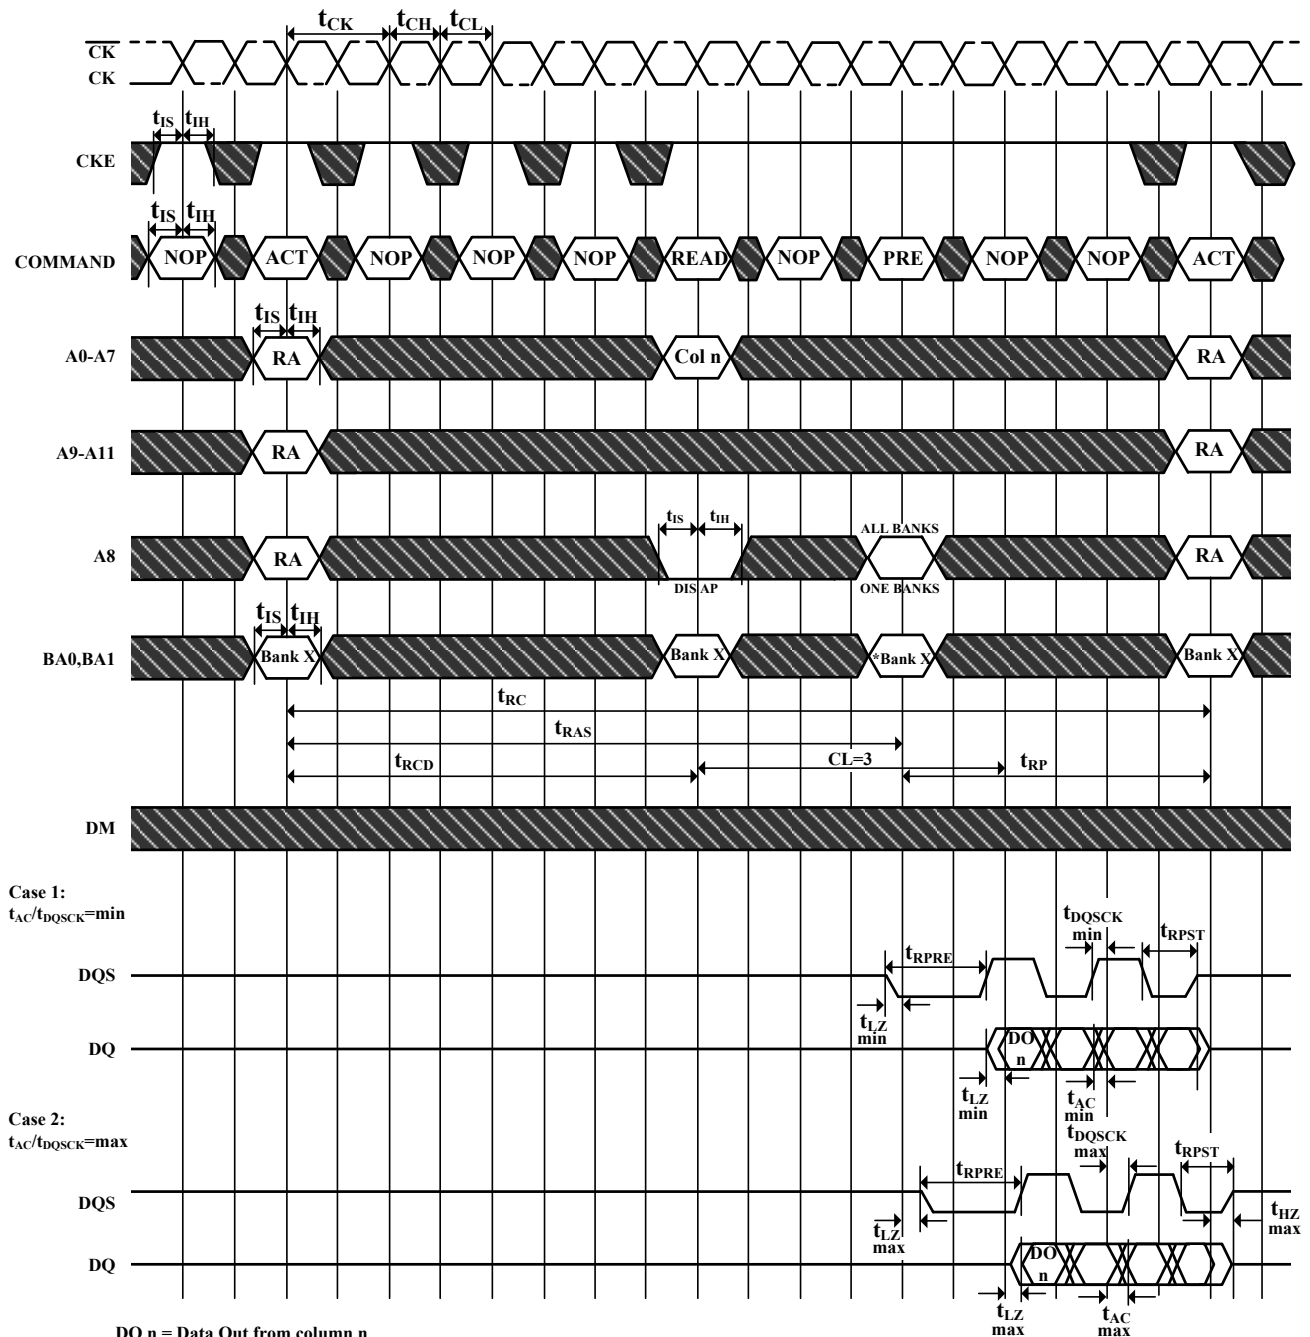 tCK tCH tCL
CK
CK
tIS tIH
CKE
tIS tIH
COMMAND NOP ACT NOP NOP NOP READ NOP PRE NOP NOP ACT
tIS tIH
A0-A7 RA Col n RA
A9-A11 RA RA
tIS tIH ALL BANKS
A8 RA RA
DIS AP ONE BANKS
tIS tIH
BA0,BA1 Bank X Bank X *Bank X Bank X
tRC
tRAS
tRCD CL=3 tRP
DM
Case 1:
tAC/tDQSCK=min
tDQSCK
min
tRPST
DQS tRPRE
tLZ
min
DQ DO
n
tLZ
min
tAC
min
Case 2:
tAC/tDQSCK=max
tDQSCK
max
tRPST
DQS tRPRE
tLZ
max
tHZ
max
DQ DO
n
tLZ
max
tAC
max
DO n = Data Out from column n